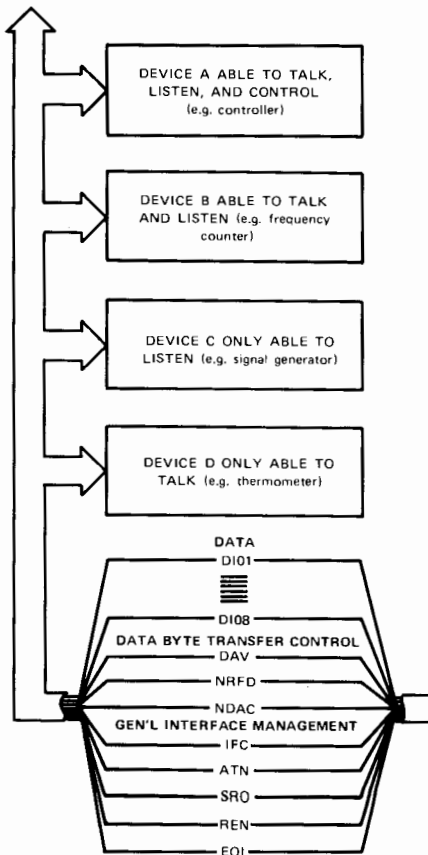 DEVICE A ABLE TO TALK,
LISTEN, AND CONTROL
(e.g. controller)
DEVICE B ABLE TO TALK
AND LISTEN (e.g. frequency
counter)
DEVICE C ONLY ABLE TO
LISTEN (e.g. signal generator)
DEVICE D ONLY ABLE TO
TALK (e.g. thermometer)
DATA
DI01
DI08
DATA BYTE TRANSFER CONTROL
DAV
NRFD
NDAC
GEN'L INTERFACE MANAGEMENT
IFC
ATN
SRQ
REN
EOI